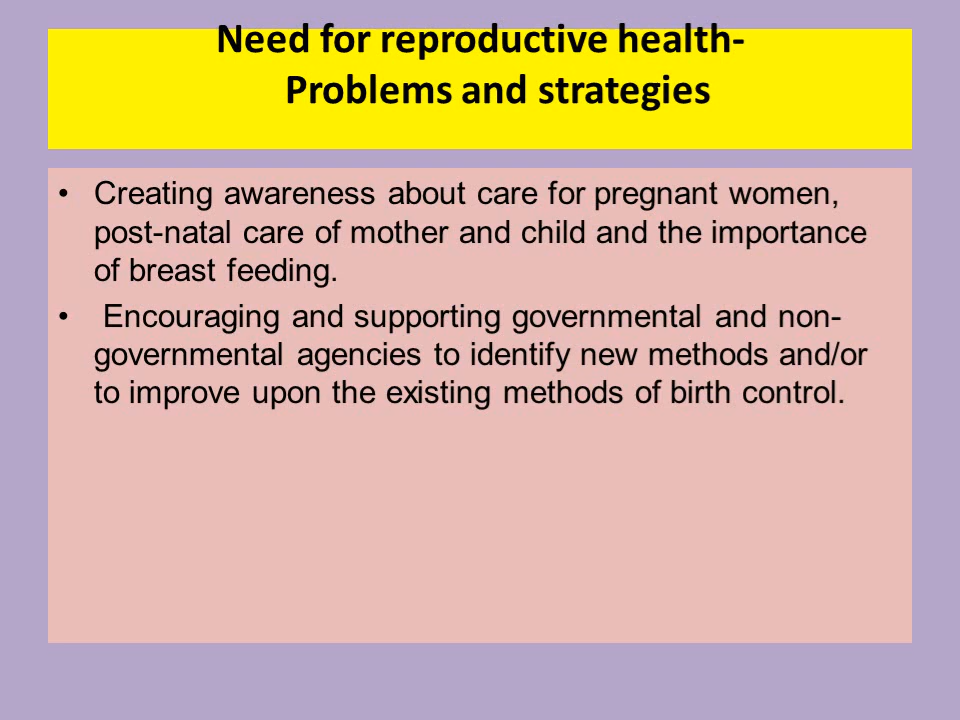 Need for reproductive health-
Problems and strategies
• Creating awareness about care for pregnant women,
post-natal care of mother and child and the importance
of breast feeding.
• Encouraging and supporting governmental and non-
governmental agencies to identify new methods and/or
to improve upon the existing methods of birth control.